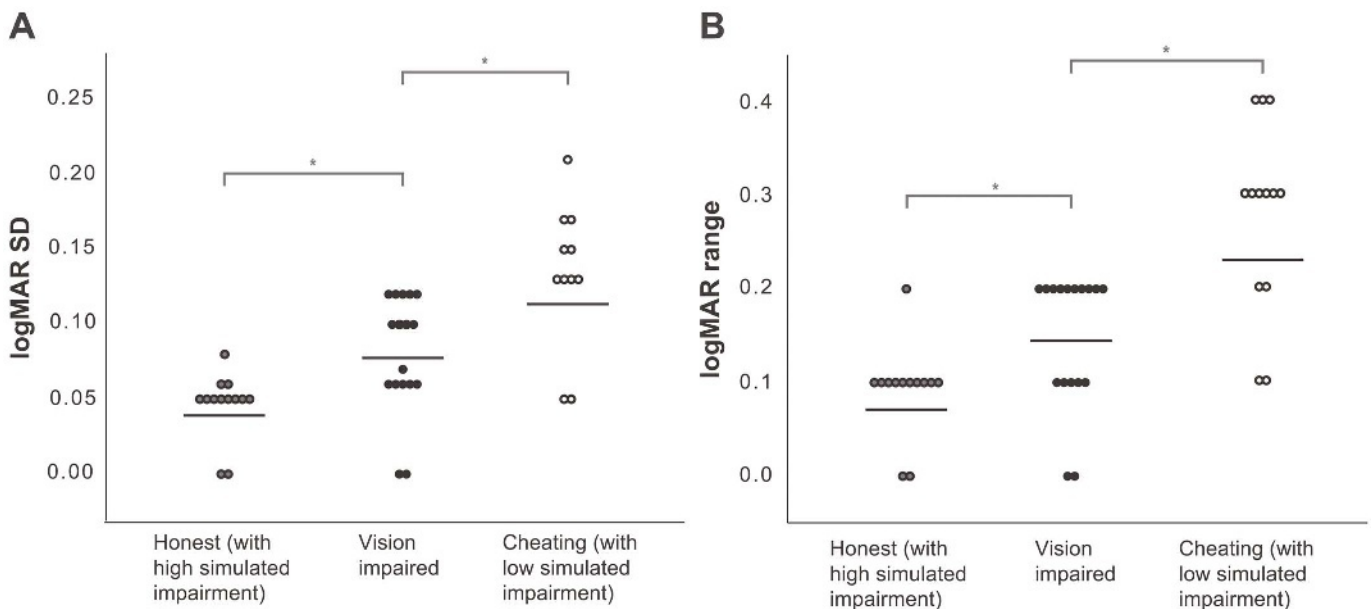 A
B
logMAR SD
0.25
0.20
0.15
0.10
0.05
0.00
*
*
Honest (with
high simulated
impairment)
Vision
impaired
Cheating (with
low simulated
impairment)
logMAR range
0.4
0.3
0.2
0.1
0.0
*
*
Honest (with
high simulated
impairment)
Vision
impaired
Cheating (with
low simulated
impairment)